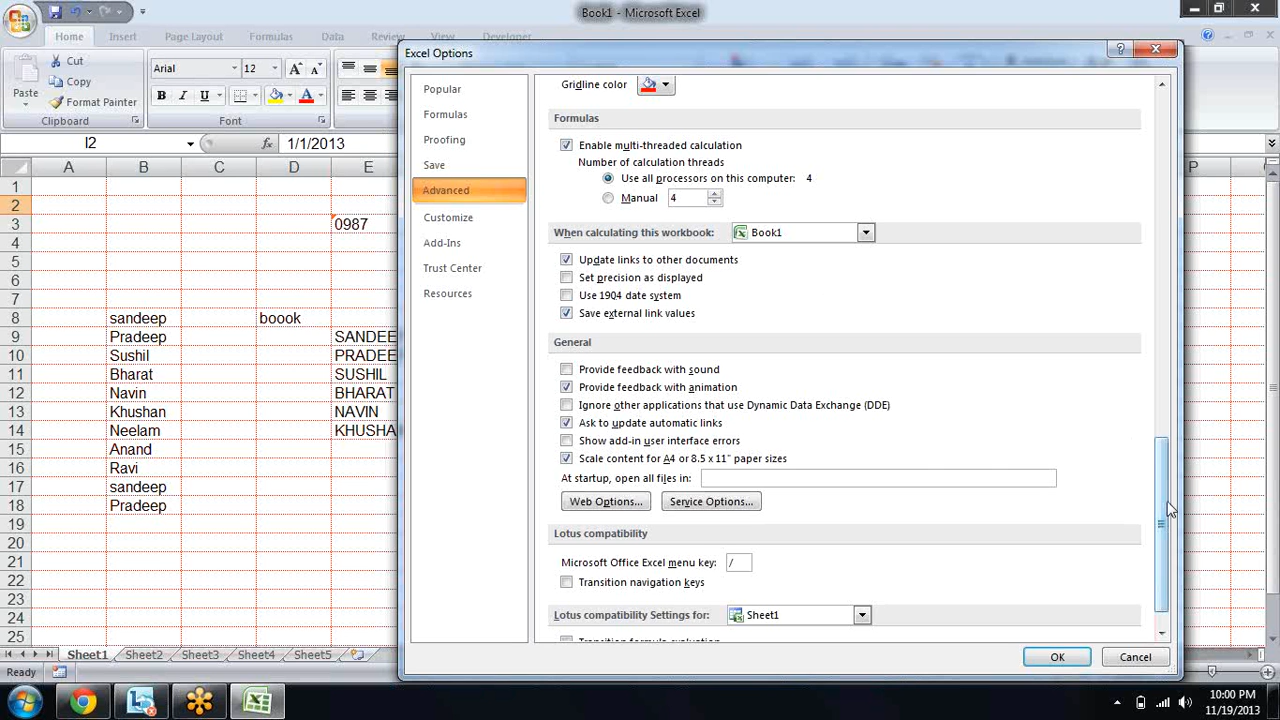 Book1 - Microsoft Excel
Home Insert Page Layout Formulas Data Review View Developer
Paste
Cut
Copy
Format Painter
Clipboard
Arial 12
B I U
Font
I2 fx 1/1/2013
A B C D E P
1
2
3 0987
4
5
6
7
8 sandeep boook
9 Pradeep SANDEE
10 Sushil PRADEE
11 Bharat SUSHIL
12 Navin BHARAT
13 Khushan NAVIN
14 Neelam KHUSHA
15 Anand
16 Ravi
17 sandeep
18 Pradeep
19
20
21
22
23
24
25
Sheet1 Sheet2 Sheet3 Sheet4 Sheet5
Ready
Excel Options
Popular
Formulas
Proofing
Save
Advanced
Customize
Add-Ins
Trust Center
Resources
Gridline color
Formulas
Enable multi-threaded calculation
Number of calculation threads
Use all processors on this computer: 4
Manual 4
When calculating this workbook: Book1
Update links to other documents
Set precision as displayed
Use 1904 date system
Save external link values
General
Provide feedback with sound
Provide feedback with animation
Ignore other applications that use Dynamic Data Exchange (DDE)
Ask to update automatic links
Show add-in user interface errors
Scale content for A4 or 8.5 x 11" paper sizes
At startup, open all files in:
Web Options... Service Options...
Lotus compatibility
Microsoft Office Excel menu key: /
Transition navigation keys
Lotus compatibility Settings for: Sheet1
Transition formula evaluation
OK Cancel
10:00 PM
11/19/2013